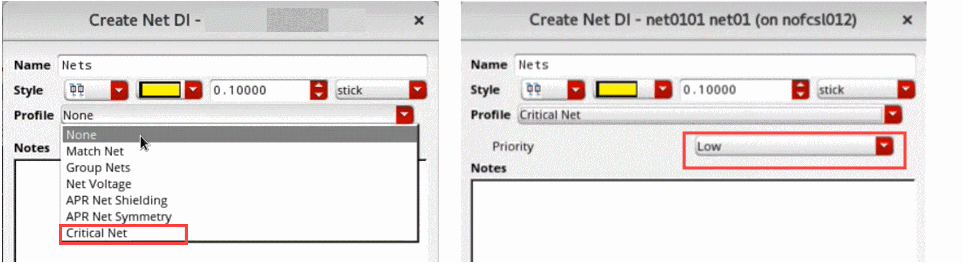 Create Net DI -
Name Nets
Style 0.10000 stick
Profile None
None
Match Net
Notes
Group Nets
Net Voltage
APR Net Shielding
APR Net Symmetry
Critical Net
Create Net DI - net0101 net01 (on nofcsl012)
Name Nets
Style 0.10000 stick
Profile Critical Net
Priority Low
Notes